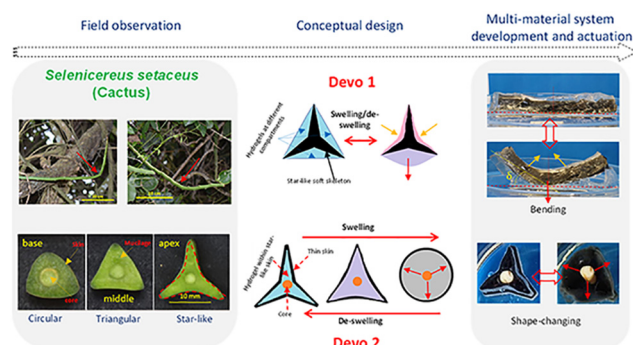 Field observation
Conceptual design
Multi-material system
development and actuation
Selenicereus setaceus
(Cactus)
base
Skin
core
Circular
Mucilage
middle
Triangular
apex
10 mm
Star-like
Devo 1
Hydrogels at different
compartments
Swelling/de-
swelling
Star-like soft skeleton
Swelling
Hydrogel within star-
like skin
Thin skin
Core
De-swelling
Devo 2
δ
Bending
Shape-changing